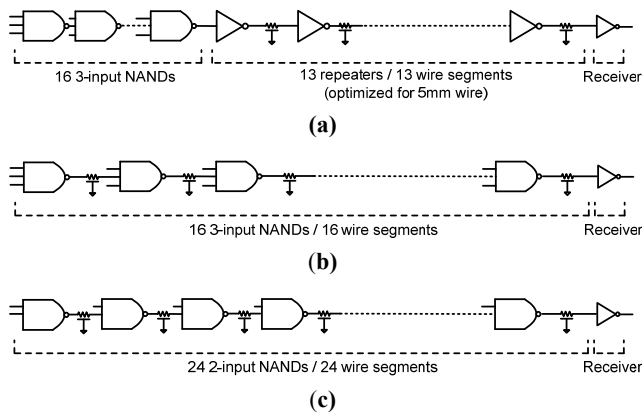 16 3-input NANDs
13 repeaters / 13 wire segments
(optimized for 5mm wire)
Receiver
(a)
16 3-input NANDs / 16 wire segments
Receiver
(b)
24 2-input NANDs / 24 wire segments
Receiver
(c)